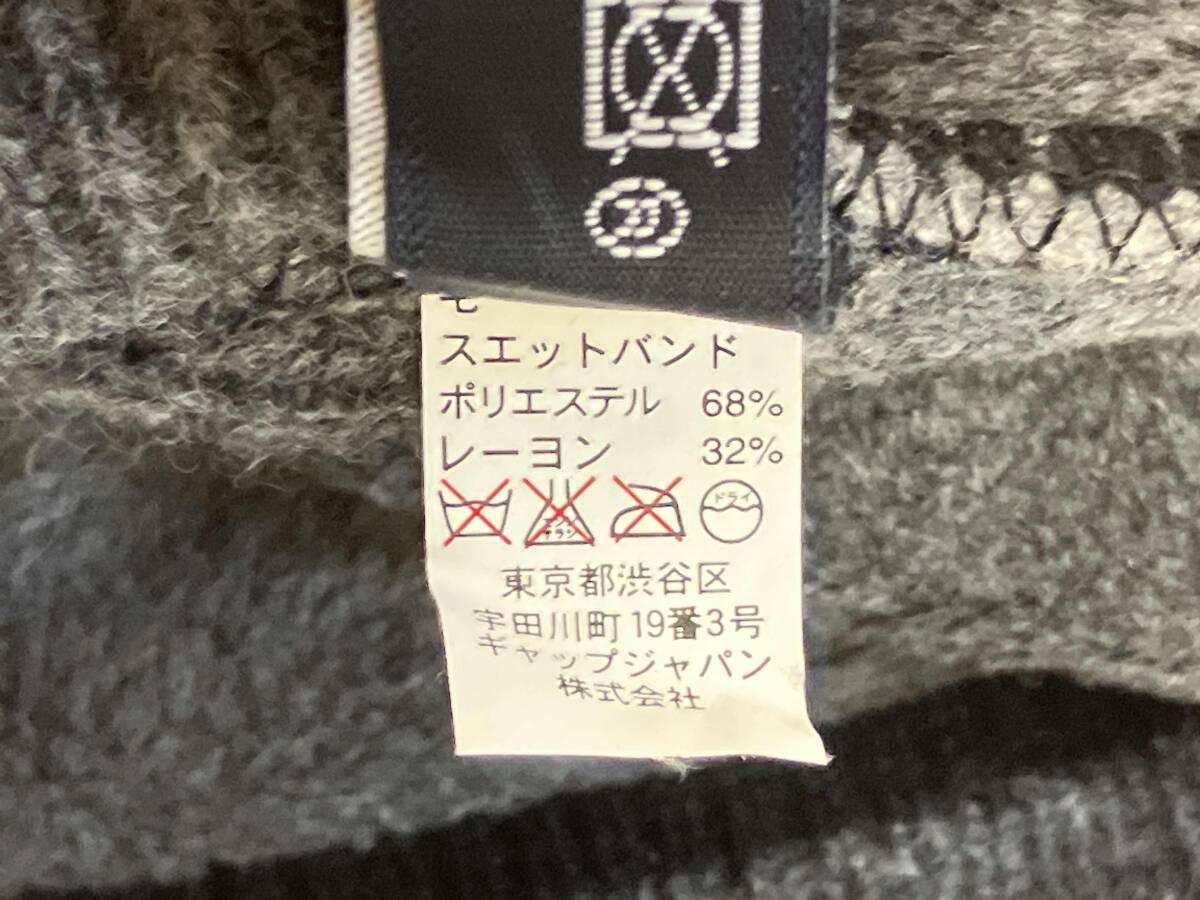 毛
スエットバンド
ポリエステル 68%
レーヨン 32%
ドライ
東京都渋谷区
宇田川町19番3号
ギャップジャパン
株式会社